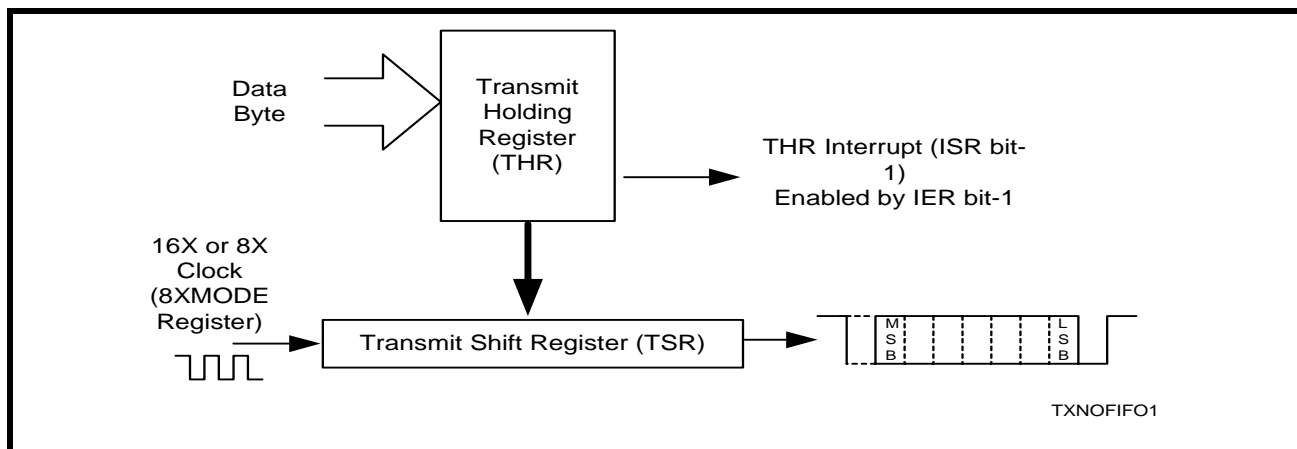 Data
Byte
Transmit
Holding
Register
(THR)
THR Interrupt (ISR bit-
1)
Enabled by IER bit-1
16X or 8X
Clock
(8XMODE
Register)
Transmit Shift Register (TSR)
M
S
B
L
S
B
TXNOFIFO1